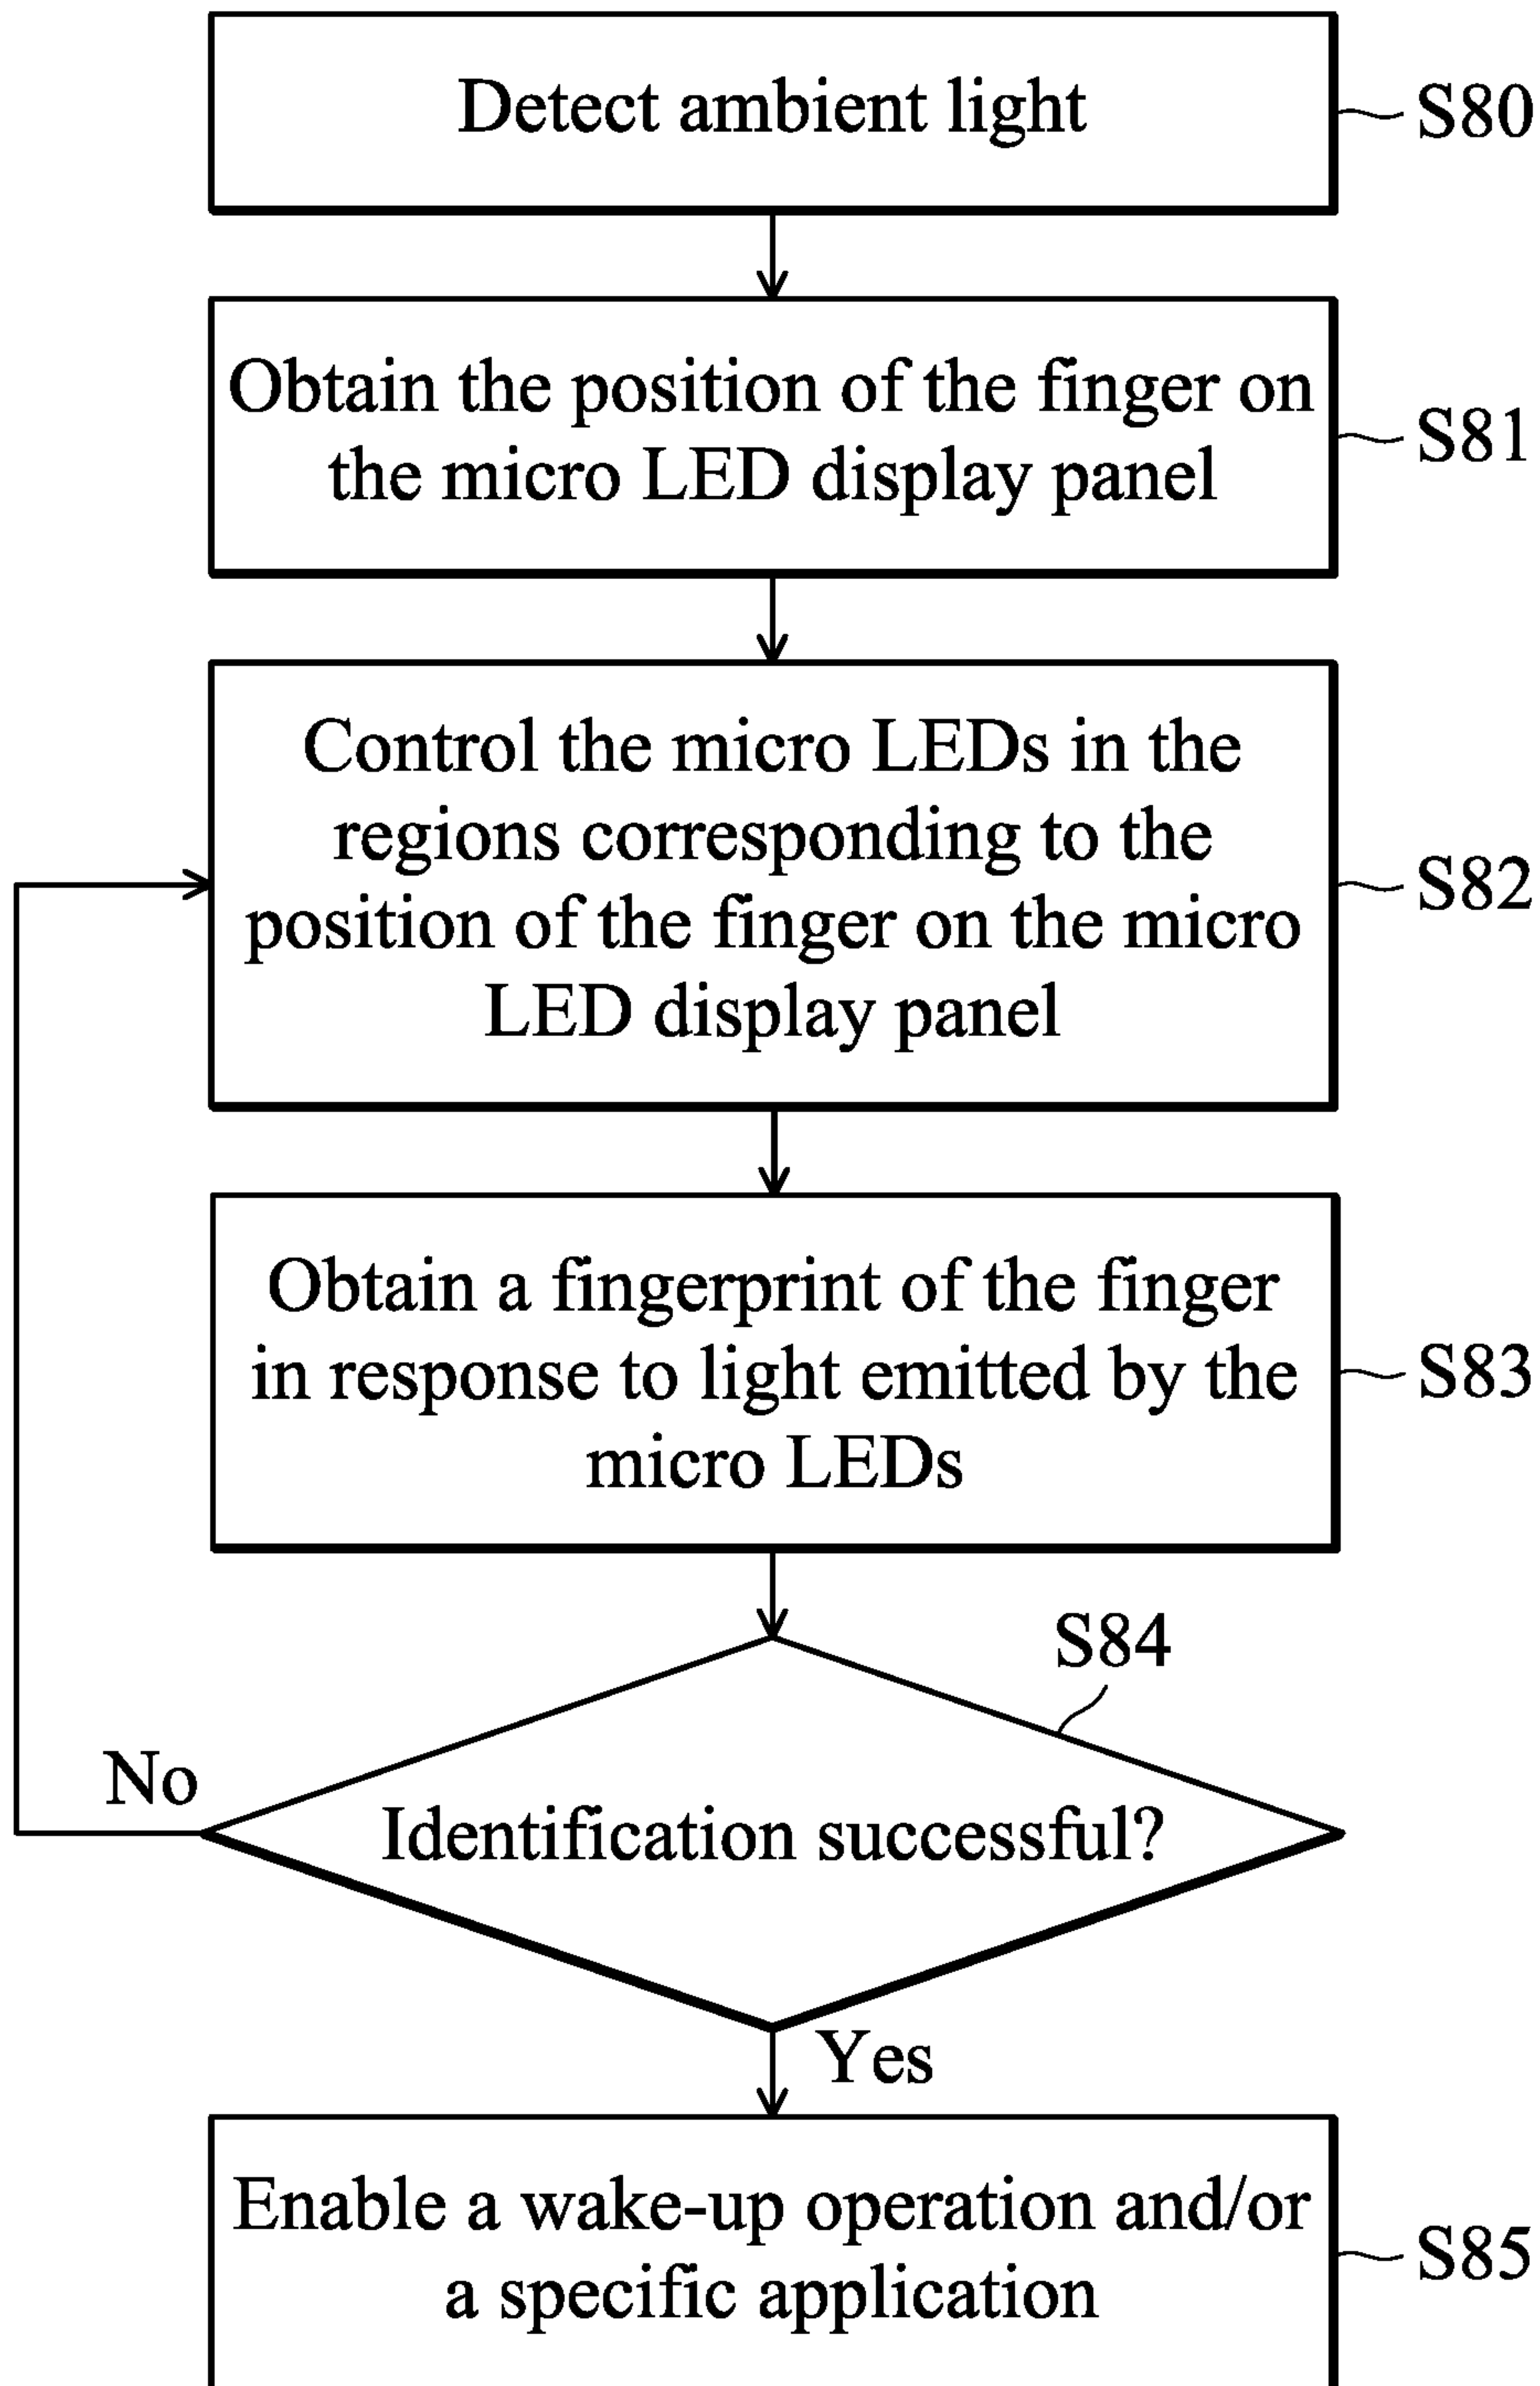 Detect ambient light
S80
Obtain the position of the finger on
the micro LED display panel
S81
Control the micro LEDs in the
regions corresponding to the
position of the finger on the micro
LED display panel
S82
Obtain a fingerprint of the finger
in response to light emitted by the
micro LEDs
S83
S84
No
Identification successful?
Yes
Enable a wake-up operation and/or
a specific application
S85